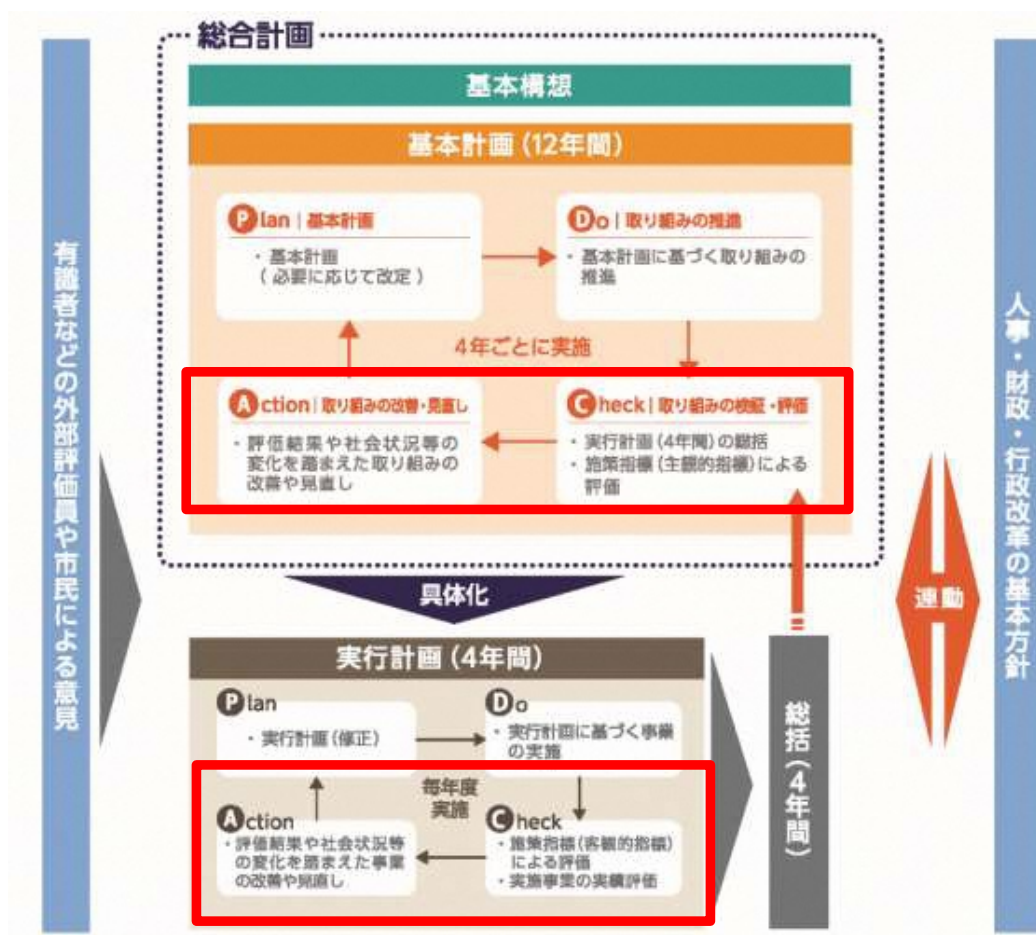 総合計画
基本構想
基本計画(12年間)
Plan|基本計画
・基本計画
(必要に応じて改定)
Do|取り組みの推進
・基本計画に基づく取り組みの
推進
4年ごとに実施
Action|取り組みの改善・見直し
・評価結果や社会状況等の
変化を踏まえた取り組みの
改善や見直し
Check|取り組みの検証・評価
・実行計画(4年間)の総括
・施策指標(主観的指標)による
評価
有識者などの外部評価員や市民による意見
人事・財政・行政改革の基本方針
連動
具体化
実行計画(4年間)
Plan
・実行計画(修正)
Do
・実行計画に基づく事業
の実施
毎年度
実施
Action
・評価結果や社会状況等
の変化を踏まえた事業
の改善や見直し
Check
・施策指標(客観的指標)
による評価
・実施事業の実績評価
総括(4年間)